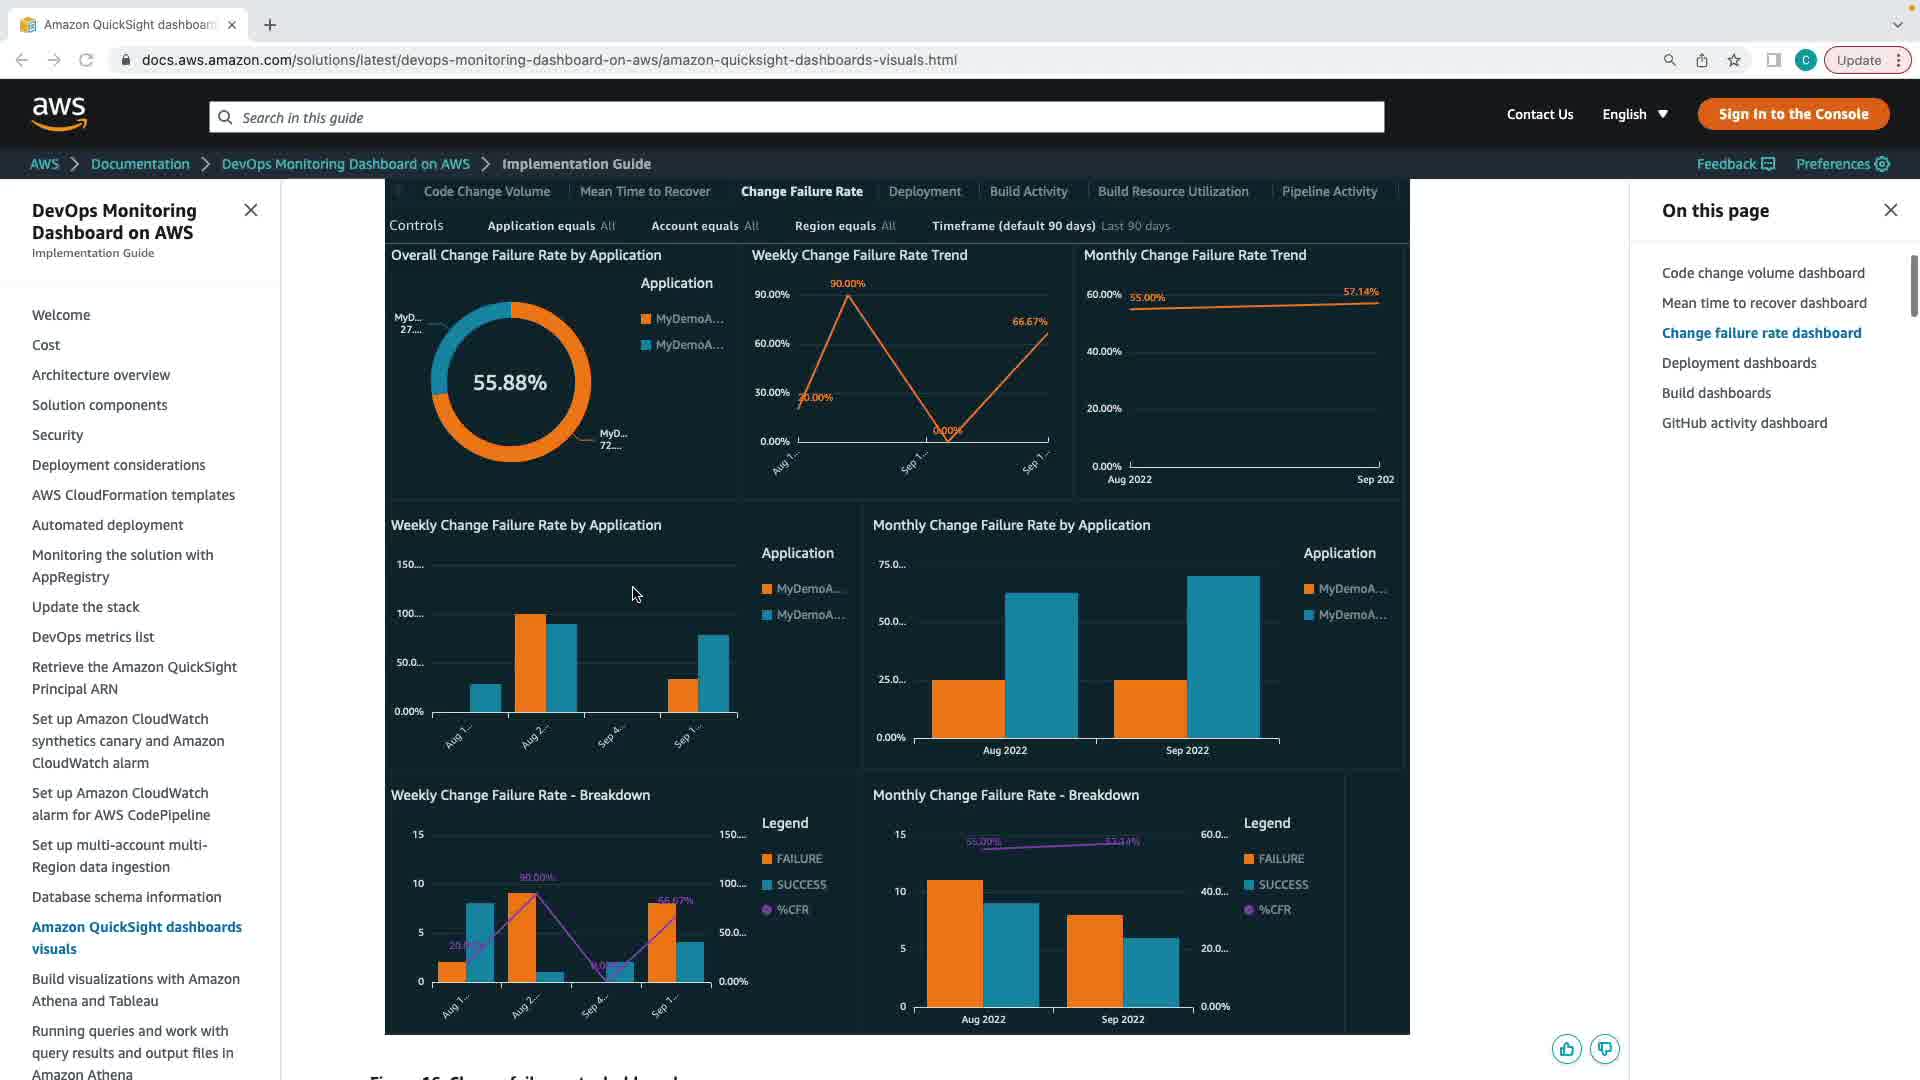 Amazon QuickSight dashboar
docs.aws.amazon.com/solutions/latest/devops-monitoring-dashboard-on-aws/amazon-quicksight-dashboards-visuals.html
C
Update
aws
Search in this guide
Contact Us
English
Sign In to the Console
AWS
Documentation
DevOps Monitoring Dashboard on AWS
Implementation Guide
Feedback
Preferences
DevOps Monitoring
Dashboard on AWS
Implementation Guide
Welcome
Cost
Architecture overview
Solution components
Security
Deployment considerations
AWS CloudFormation templates
Automated deployment
Monitoring the solution with
AppRegistry
Update the stack
DevOps metrics list
Retrieve the Amazon QuickSight
Principal ARN
Set up Amazon CloudWatch
synthetics canary and Amazon
CloudWatch alarm
Set up Amazon CloudWatch
alarm for AWS CodePipeline
Set up multi-account multi-
Region data ingestion
Database schema information
Amazon QuickSight dashboards
visuals
Build visualizations with Amazon
Athena and Tableau
Running queries and work with
query results and output files in
Amazon Athena
Code Change Volume
Mean Time to Recover
Change Failure Rate
Deployment
Build Activity
Build Resource Utilization
Pipeline Activity
Controls
Application equals All
Account equals All
Region equals All
Timeframe (default 90 days) Last 90 days
Overall Change Failure Rate by Application
Application
MyDemoA...
MyDemoA...
MyD...
27....
55.88%
MyD...
72....
Weekly Change Failure Rate Trend
90.00%
60.00%
30.00%
0.00%
20.00%
90.00%
0.00%
66.67%
Aug 1...
Sep 1...
Sep 1...
Monthly Change Failure Rate Trend
60.00%
40.00%
20.00%
0.00%
55.00%
57.14%
Aug 2022
Sep 202
Weekly Change Failure Rate by Application
150....
100....
50.0...
0.00%
Aug 1...
Aug 2...
Sep 4...
Sep 1...
Application
MyDemoA...
MyDemoA...
Monthly Change Failure Rate by Application
75.0...
50.0...
25.0...
0.00%
Aug 2022
Sep 2022
Application
MyDemoA...
MyDemoA...
Weekly Change Failure Rate - Breakdown
15
10
5
0
150....
100....
50.0...
0.00%
90.00%
66.67%
Aug 1...
Aug 2...
Sep 4...
Sep 1...
Legend
FAILURE
SUCCESS
%CFR
Monthly Change Failure Rate - Breakdown
15
10
5
0
60.0...
40.0...
20.0...
0.00%
55.00%
57.14%
Aug 2022
Sep 2022
Legend
FAILURE
SUCCESS
%CFR
On this page
Code change volume dashboard
Mean time to recover dashboard
Change failure rate dashboard
Deployment dashboards
Build dashboards
GitHub activity dashboard